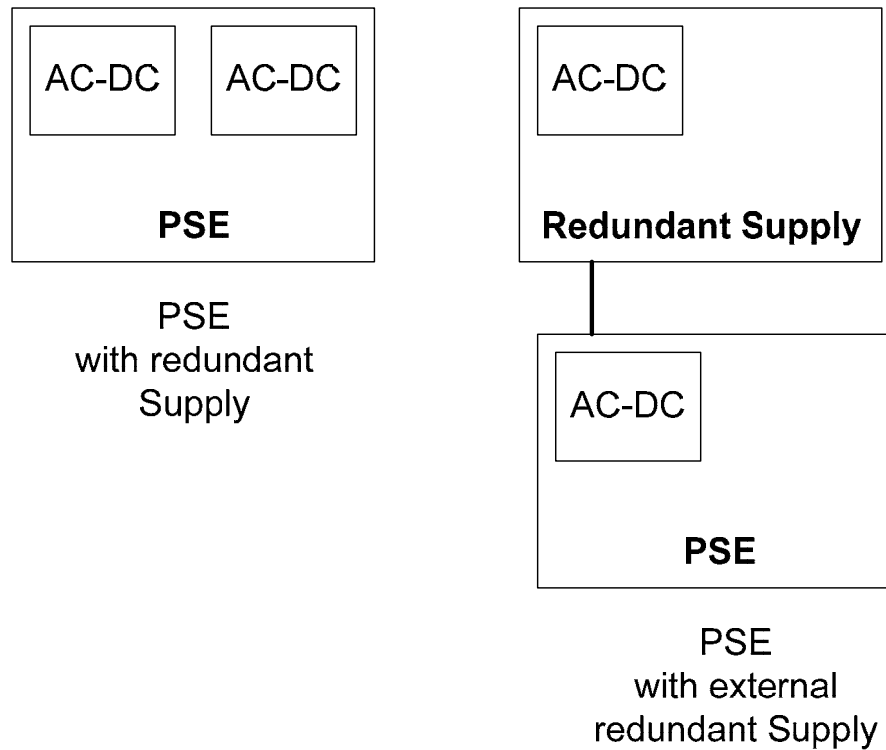 AC-DC
AC-DC
PSE
PSE
with redundant
Supply
AC-DC
Redundant Supply
AC-DC
PSE
PSE
with external
redundant Supply